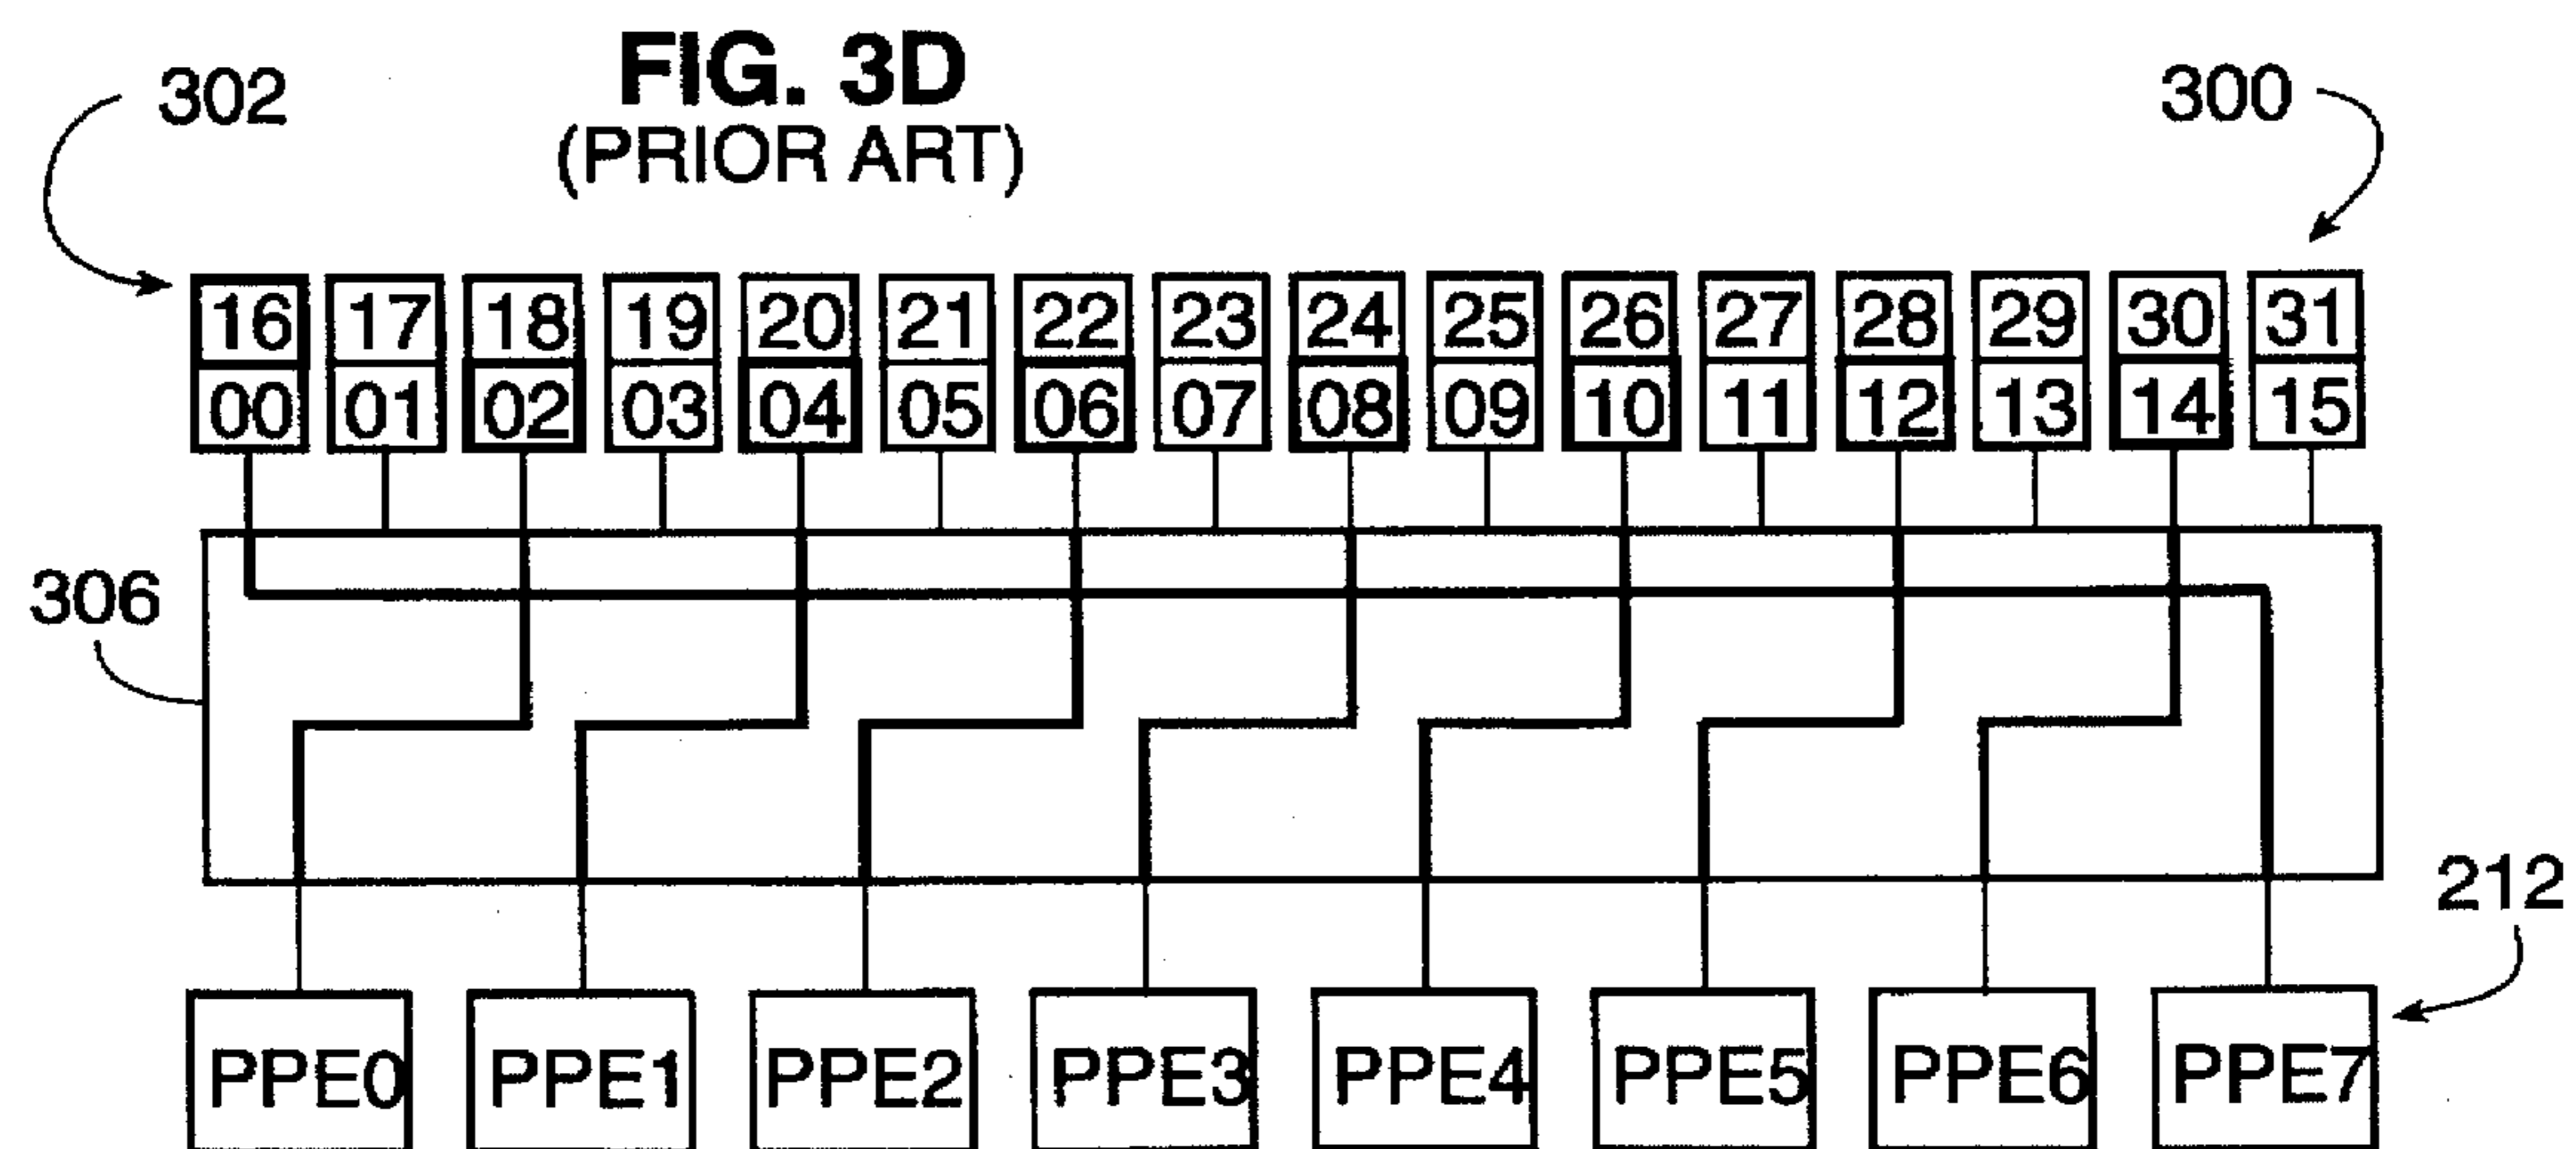 FIG. 3D
(PRIOR ART)
302
300
16 17 18 19 20 21 22 23 24 25 26 27 28 29 30 31
00 01 02 03 04 05 06 07 08 09 10 11 12 13 14 15
306
212
PPE0 PPE1 PPE2 PPE3 PPE4 PPE5 PPE6 PPE7